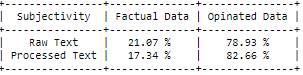 +----------------+--------------+---------------+
| Subjectivity | Factual Data | Opinated Data |
+----------------+--------------+---------------+
| Raw Text | 21.07 % | 78.93 % |
| Processed Text | 17.34 % | 82.66 % |
+----------------+--------------+---------------+